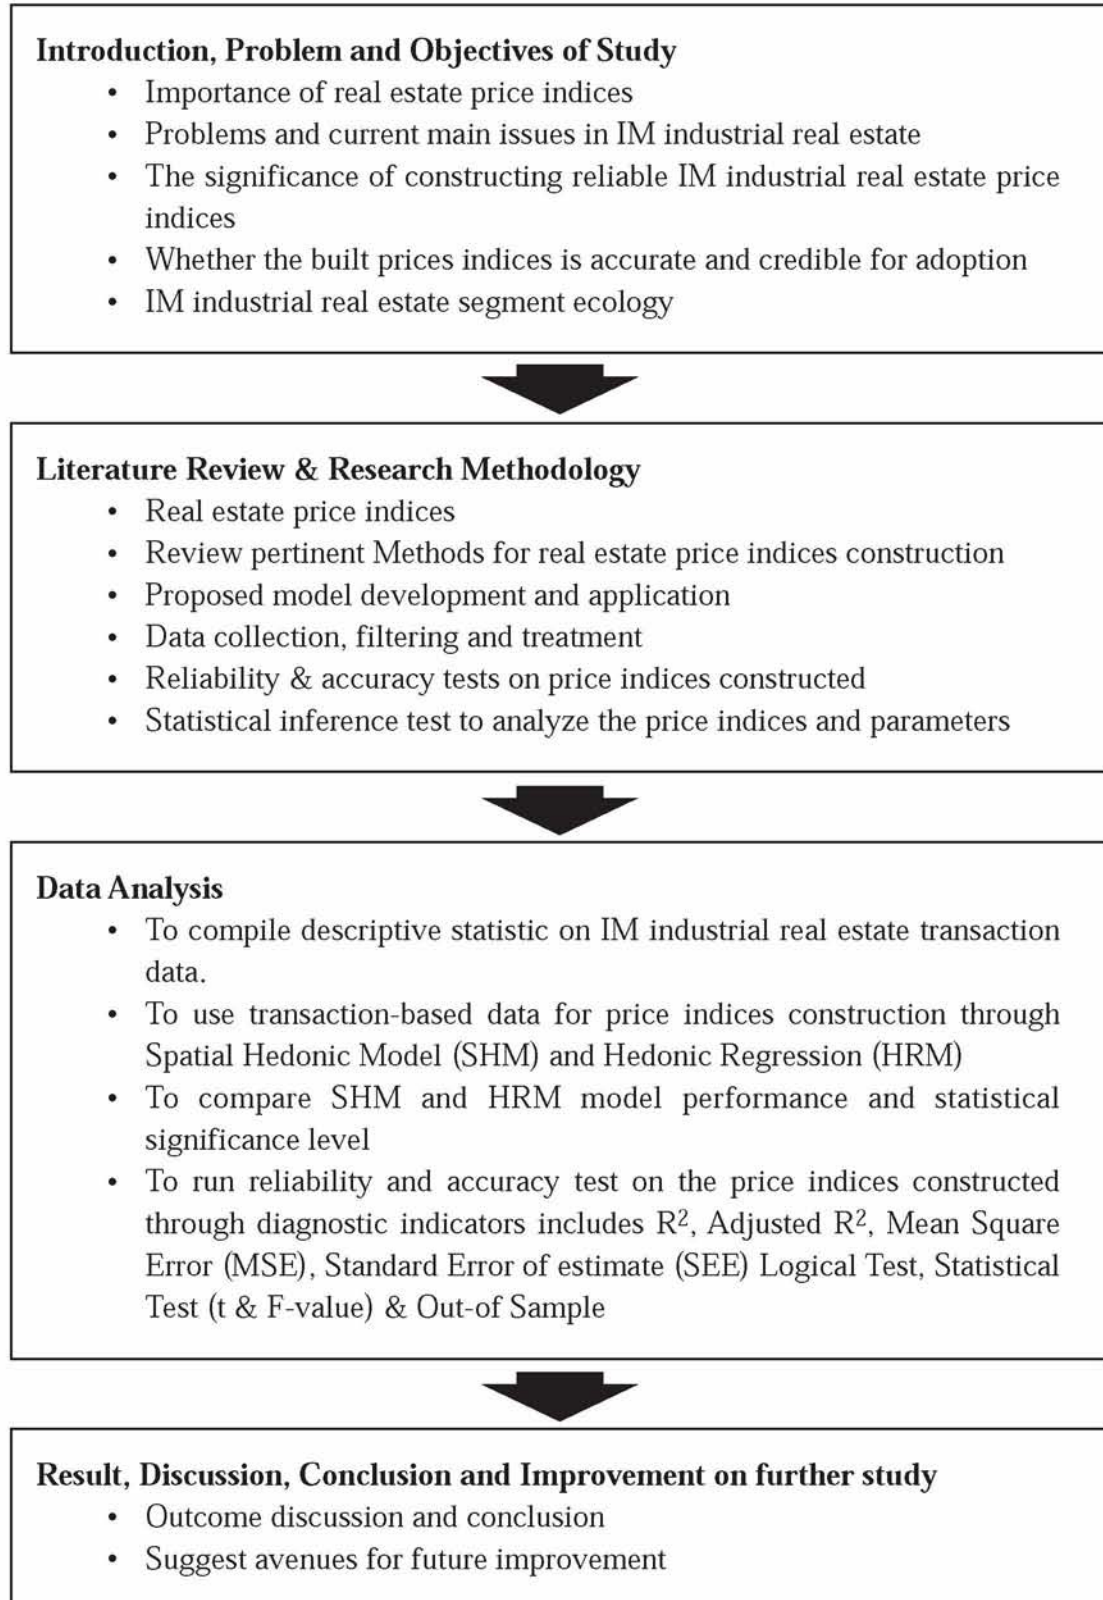 Introduction, Problem and Objectives of Study
• Importance of real estate price indices
• Problems and current main issues in IM industrial real estate
• The significance of constructing reliable IM industrial real estate price
indices
• Whether the built prices indices is accurate and credible for adoption
• IM industrial real estate segment ecology
Literature Review & Research Methodology
• Real estate price indices
• Review pertinent Methods for real estate price indices construction
• Proposed model development and application
• Data collection, filtering and treatment
• Reliability & accuracy tests on price indices constructed
• Statistical inference test to analyze the price indices and parameters
Data Analysis
• To compile descriptive statistic on IM industrial real estate transaction
data.
• To use transaction-based data for price indices construction through
Spatial Hedonic Model (SHM) and Hedonic Regression (HRM)
• To compare SHM and HRM model performance and statistical
significance level
• To run reliability and accuracy test on the price indices constructed
through diagnostic indicators includes R², Adjusted R², Mean Square
Error (MSE), Standard Error of estimate (SEE) Logical Test, Statistical
Test (t & F-value) & Out-of Sample
Result, Discussion, Conclusion and Improvement on further study
• Outcome discussion and conclusion
• Suggest avenues for future improvement